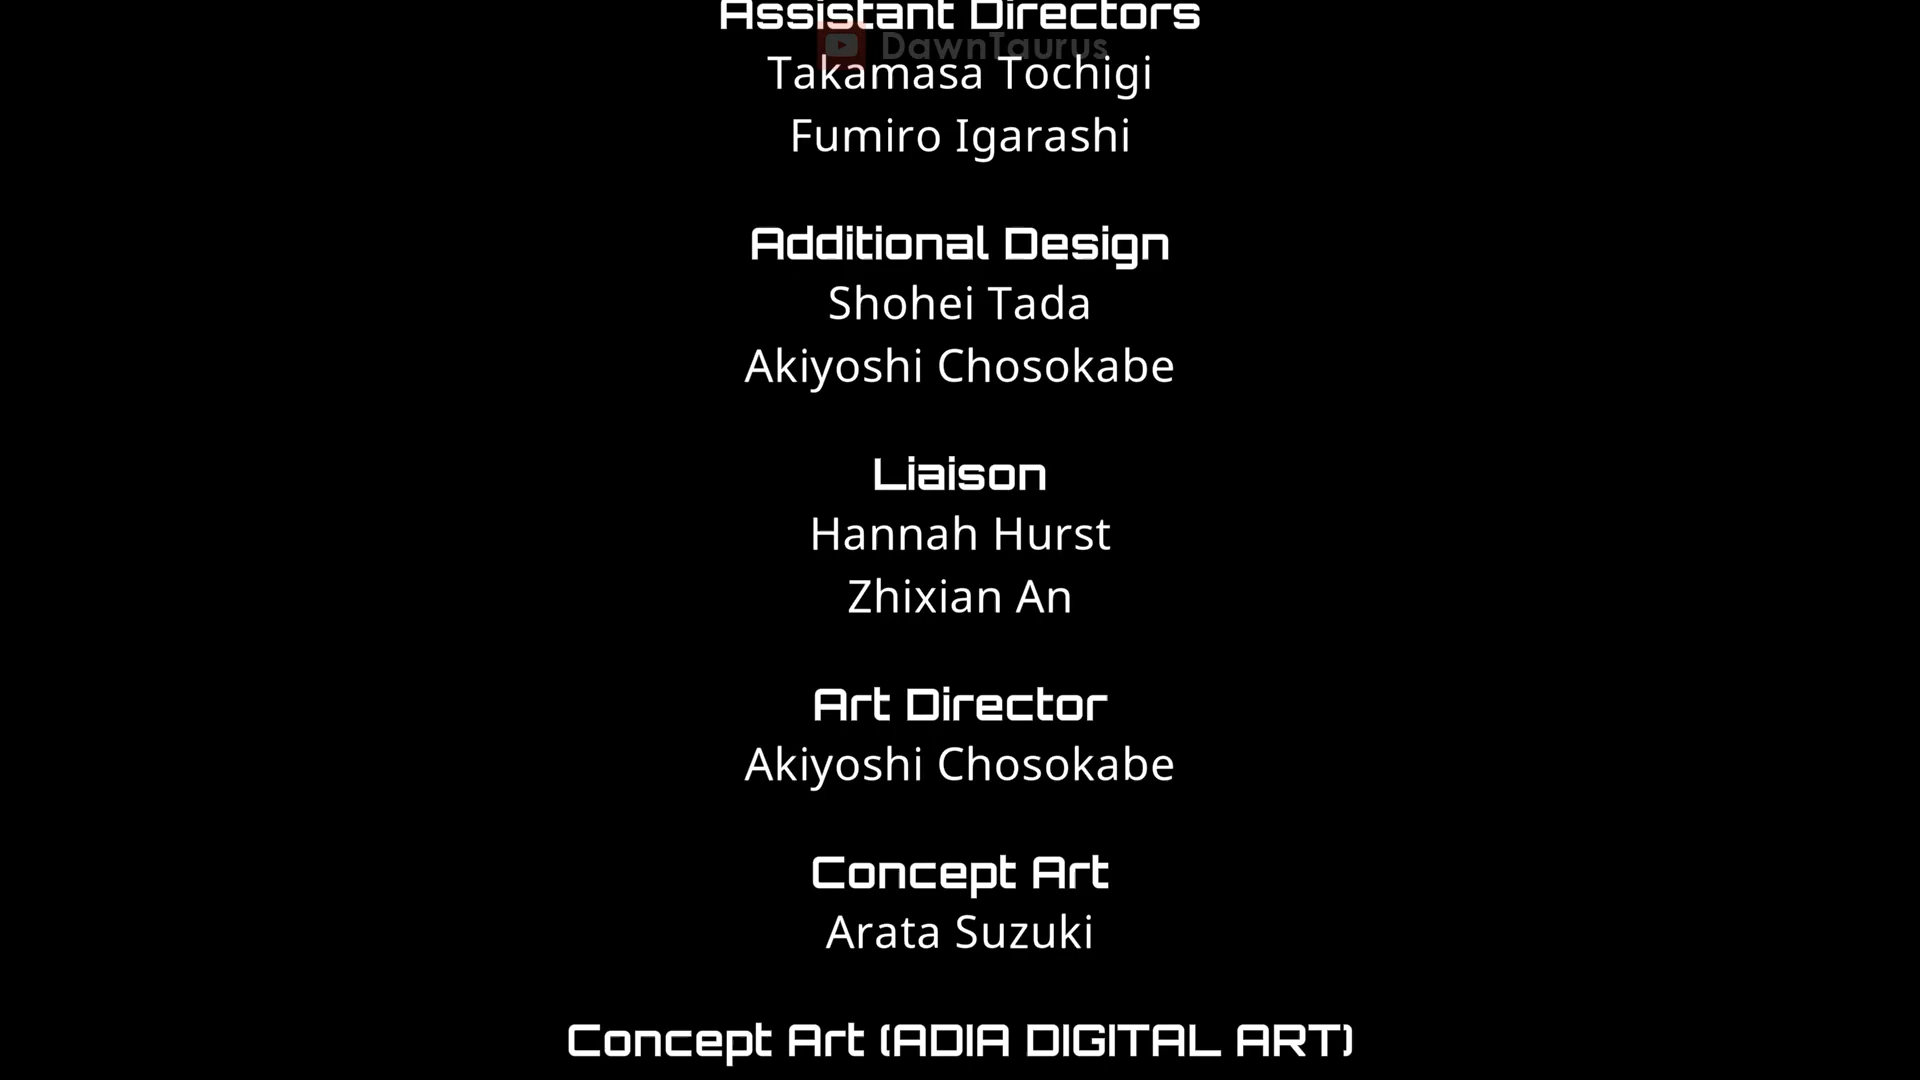 Assistant Directors
DawnTaurus
Takamasa Tochigi
Fumiro Igarashi
Additional Design
Shohei Tada
Akiyoshi Chosokabe
Liaison
Hannah Hurst
Zhixian An
Art Director
Akiyoshi Chosokabe
Concept Art
Arata Suzuki
Concept Art (ADIA DIGITAL ART)